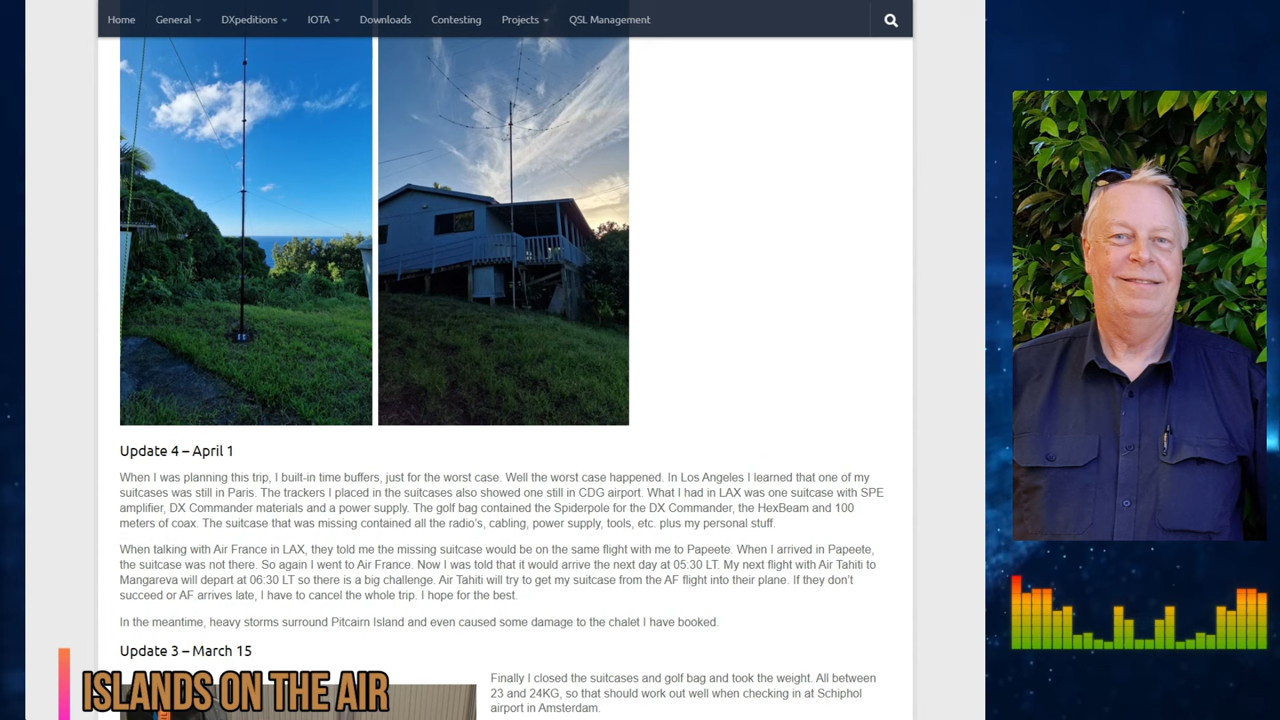 Home General DXpeditions IOTA Downloads Contesting Projects QSL Management
Update 4 – April 1
When I was planning this trip, I built-in time buffers, just for the worst case. Well the worst case happened. In Los Angeles I learned that one of my
suitcases was still in Paris. The trackers I placed in the suitcases also showed one still in CDG airport. What I had in LAX was one suitcase with SPE
amplifier, DX Commander materials and a power supply. The golf bag contained the Spiderpole for the DX Commander, the HexBeam and 100
meters of coax. The suitcase that was missing contained all the radio's, cabling, power supply, tools, etc. plus my personal stuff.
When talking with Air France in LAX, they told me the missing suitcase would be on the same flight with me to Papeete. When I arrived in Papeete,
the suitcase was not there. So again I went to Air France. Now I was told that it would arrive the next day at 05:30 LT. My next flight with Air Tahiti to
Mangareva will depart at 06:30 LT so there is a big challenge. Air Tahiti will try to get my suitcase from the AF flight into their plane. If they don't
succeed or AF arrives late, I have to cancel the whole trip. I hope for the best.
In the meantime, heavy storms surround Pitcairn Island and even caused some damage to the chalet I have booked.
Update 3 – March 15
Finally I closed the suitcases and golf bag and took the weight. All between
23 and 24KG, so that should work out well when checking in at Schiphol
airport in Amsterdam.
ISLANDS ON THE AIR